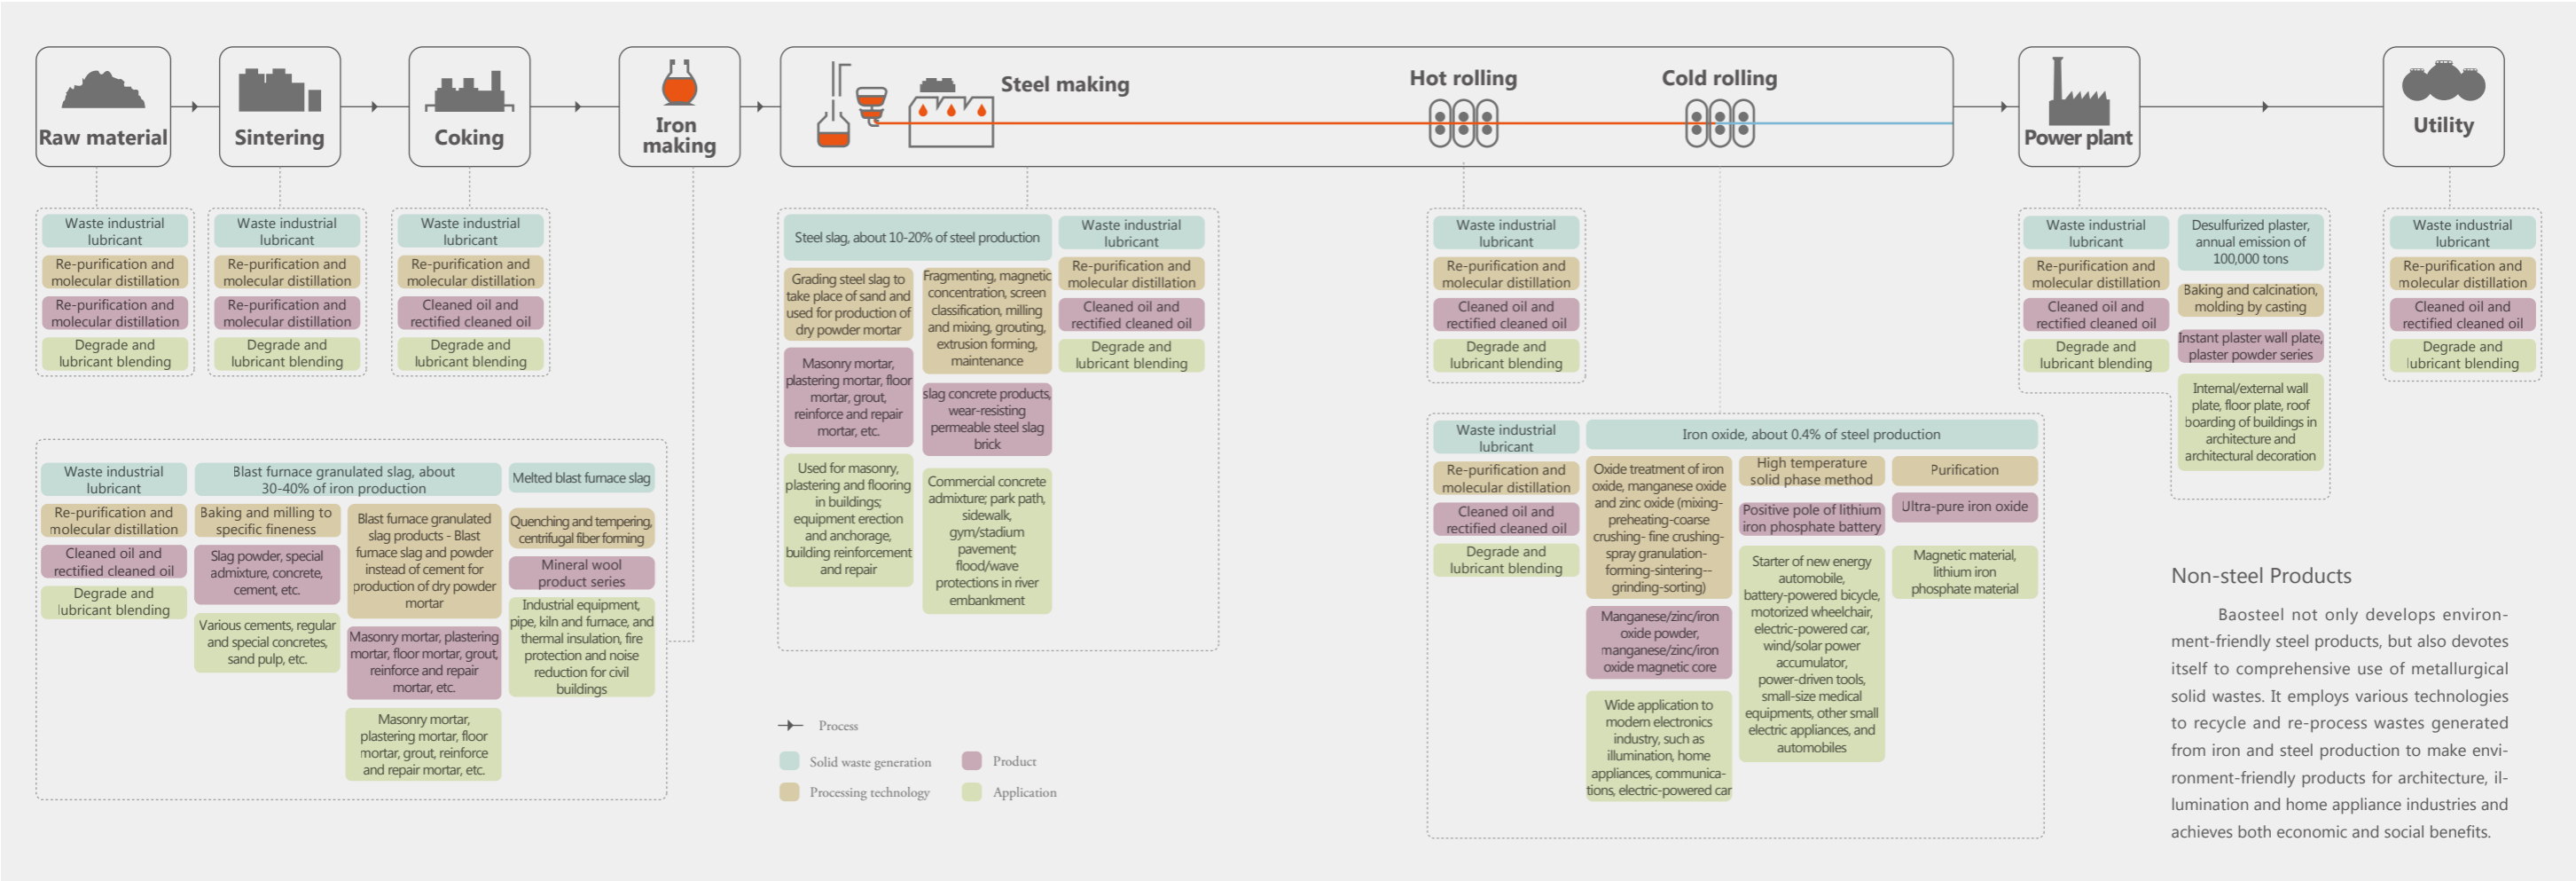 Raw material
Sintering
Coking
Iron
making
Steel making
Hot rolling
Cold rolling
Power plant
Utility
Waste industrial
lubricant
Re-purification and
molecular distillation
Re-purification and
molecular distillation
Degrade and
lubricant blending
Waste industrial
lubricant
Re-purification and
molecular distillation
Re-purification and
molecular distillation
Degrade and
lubricant blending
Waste industrial
lubricant
Re-purification and
molecular distillation
Cleaned oil and
rectified cleaned oil
Degrade and
lubricant blending
Waste industrial
lubricant
Re-purification and
molecular distillation
Cleaned oil and
rectified cleaned oil
Degrade and
lubricant blending
Blast furnace granulated slag, about
30-40% of iron production
Baking and milling to
specific fineness
Slag powder, special
admixture, concrete,
cement, etc.
Various cements, regular
and special concretes,
sand pulp, etc.
Blast furnace granulated
slag products - Blast
furnace slag and powder
instead of cement for
production of dry powder
mortar
Masonry mortar, plastering
mortar, floor mortar, grout,
reinforce and repair
mortar, etc.
Masonry mortar,
plastering mortar, floor
mortar, grout, reinforce
and repair mortar, etc.
Melted blast furnace slag
Quenching and tempering,
centrifugal fiber forming
Mineral wool
product series
Industrial equipment,
pipe, kiln and furnace, and
thermal insulation, fire
protection and noise
reduction for civil
buildings
Steel slag, about 10-20% of steel production
Grading steel slag to
take place of sand and
used for production of
dry powder mortar
Masonry mortar,
plastering mortar, floor
mortar, grout,
reinforce and repair
mortar, etc.
Used for masonry,
plastering and flooring
in buildings;
equipment erection
and anchorage,
building reinforcement
and repair
Fragmenting, magnetic
concentration, screen
classification, milling
and mixing, grouting,
extrusion forming,
maintenance
slag concrete products,
wear-resisting
permeable steel slag
brick
Commercial concrete
admixture; park path,
sidewalk,
gym/stadium
pavement;
flood/wave
protections in river
embankment
Waste industrial
lubricant
Re-purification and
molecular distillation
Cleaned oil and
rectified cleaned oil
Degrade and
lubricant blending
Process
Solid waste generation
Product
Processing technology
Application
Waste industrial
lubricant
Re-purification and
molecular distillation
Cleaned oil and
rectified cleaned oil
Degrade and
lubricant blending
Waste industrial
lubricant
Re-purification and
molecular distillation
Cleaned oil and
rectified cleaned oil
Degrade and
lubricant blending
Iron oxide, about 0.4% of steel production
Oxide treatment of iron
oxide, manganese oxide
and zinc oxide (mixing-
preheating-coarse
crushing- fine crushing-
spray granulation-
forming-sintering--
grinding-sorting)
Manganese/zinc/iron
oxide powder,
manganese/zinc/iron
oxide magnetic core
Wide application to
modern electronics
industry, such as
illumination, home
appliances, communica-
tions, electric-powered car
High temperature
solid phase method
Positive pole of lithium
iron phosphate battery
Starter of new energy
automobile,
battery-powered bicycle,
motorized wheelchair,
electric-powered car,
wind/solar power
accumulator,
power-driven tools,
small-size medical
equipments, other small
electric appliances, and
automobiles
Purification
Ultra-pure iron oxide
Magnetic material,
lithium iron
phosphate material
Waste industrial
lubricant
Re-purification and
molecular distillation
Cleaned oil and
rectified cleaned oil
Degrade and
lubricant blending
Desulfurized plaster,
annual emission of
100,000 tons
Baking and calcination,
molding by casting
Instant plaster wall plate,
plaster powder series
Internal/external wall
plate, floor plate, roof
boarding of buildings in
architecture and
architectural decoration
Waste industrial
lubricant
Re-purification and
molecular distillation
Cleaned oil and
rectified cleaned oil
Degrade and
lubricant blending
Non-steel Products
Baosteel not only develops environ-
ment-friendly steel products, but also devotes
itself to comprehensive use of metallurgical
solid wastes. It employs various technologies
to recycle and re-process wastes generated
from iron and steel production to make envi-
ronment-friendly products for architecture, il-
lumination and home appliance industries and
achieves both economic and social benefits.